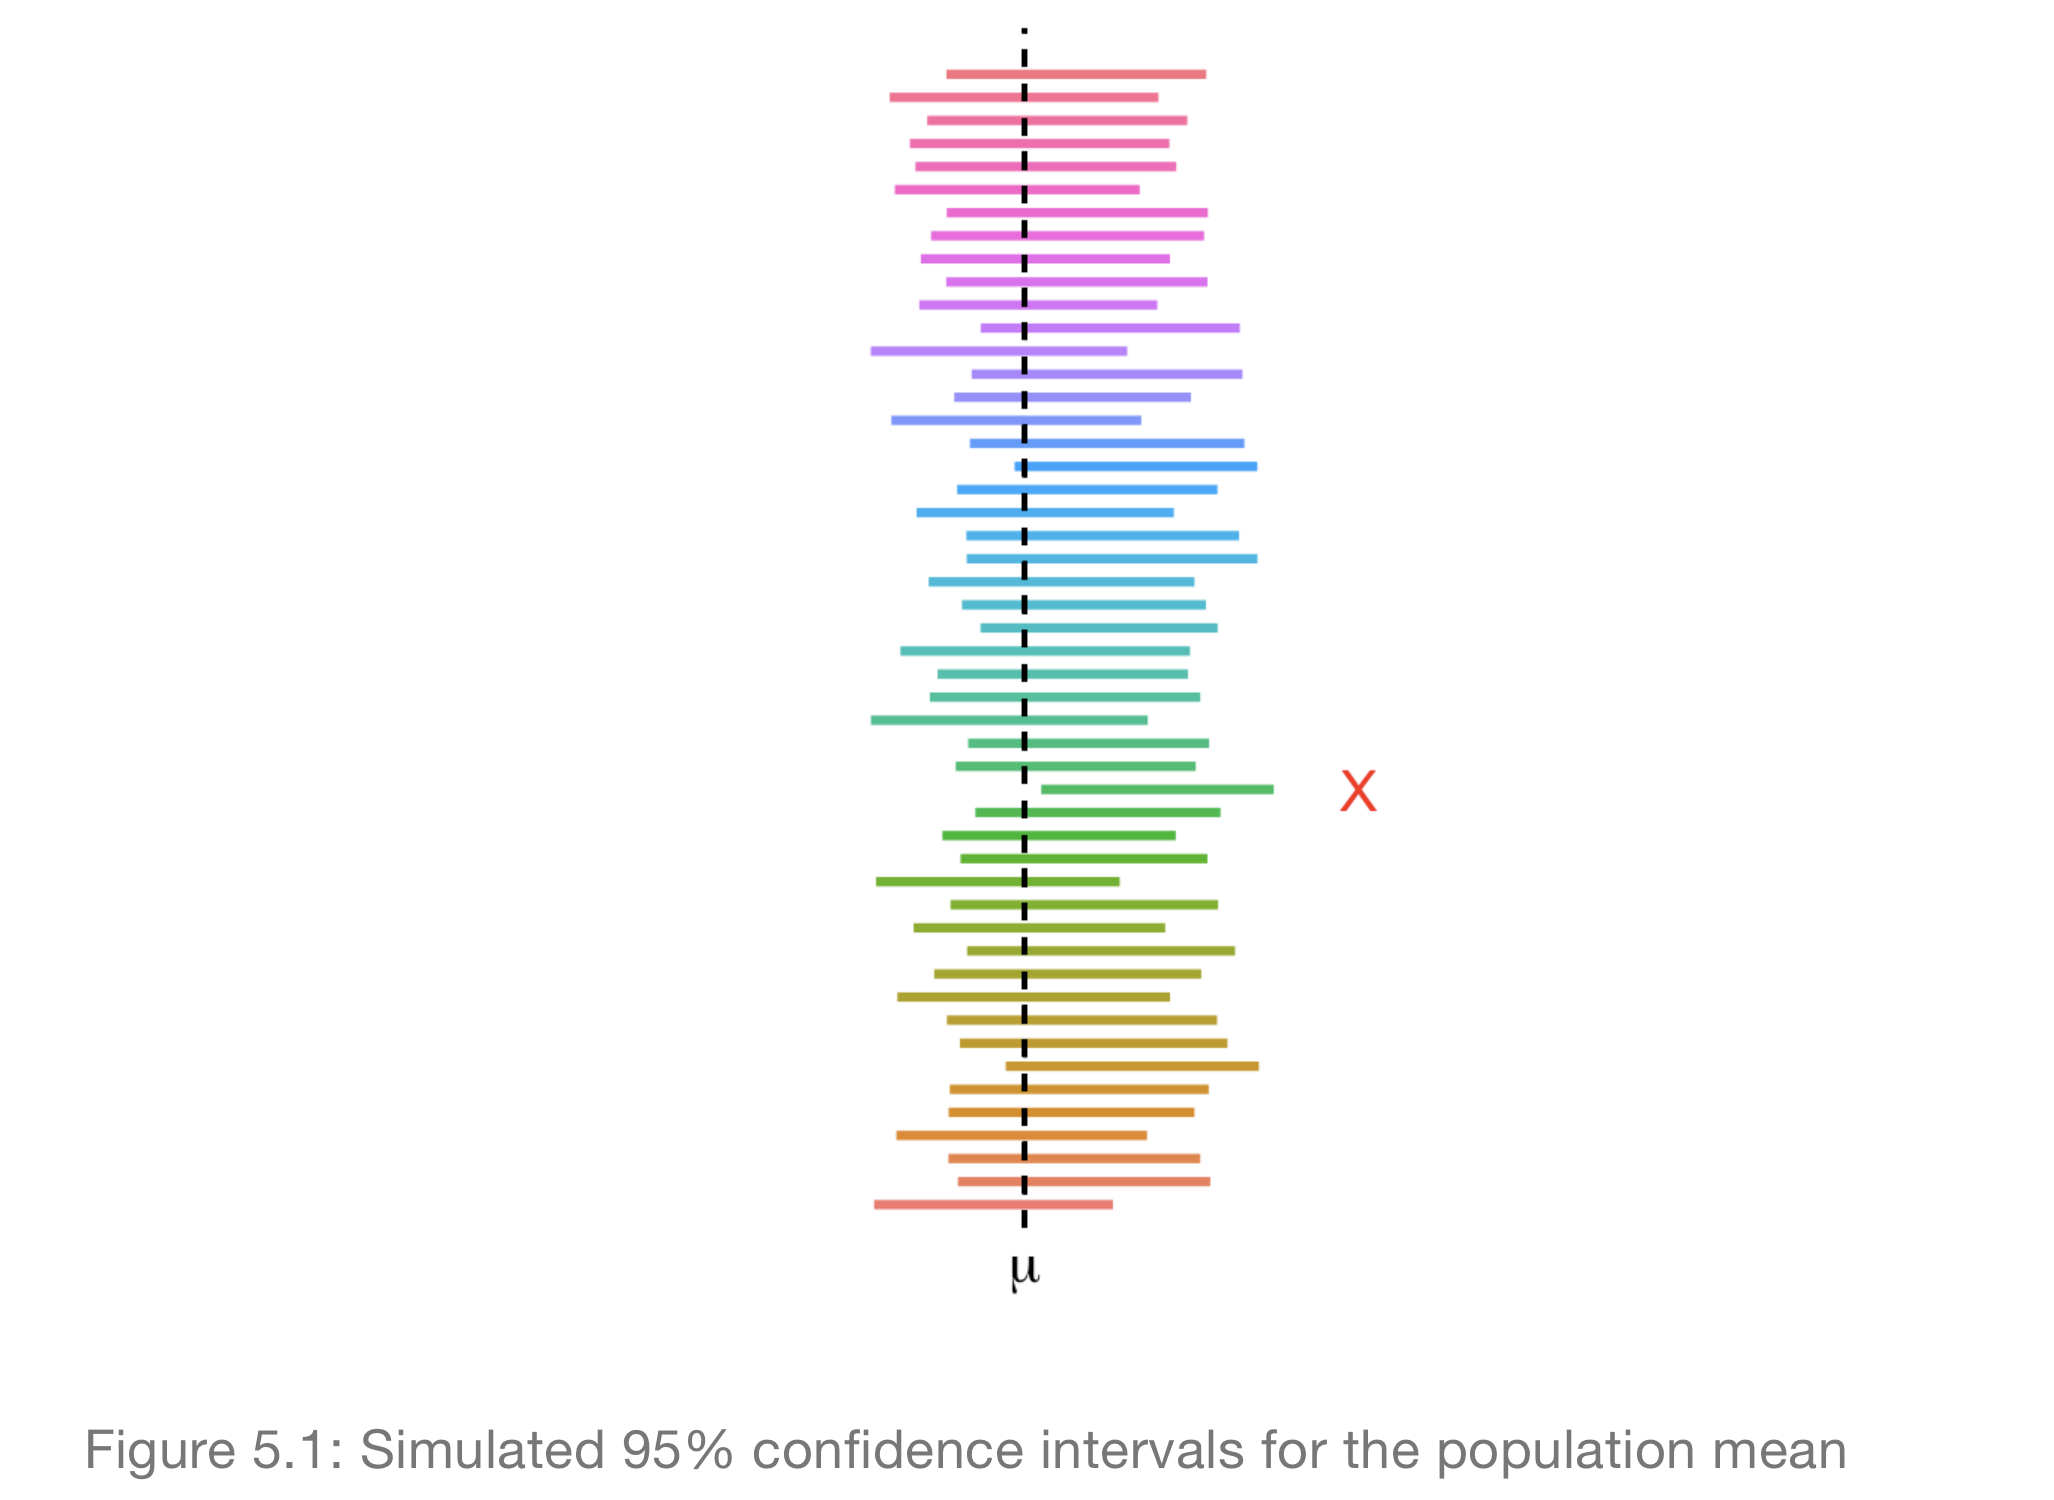 X
μ
Figure 5.1: Simulated 95% confidence intervals for the population mean